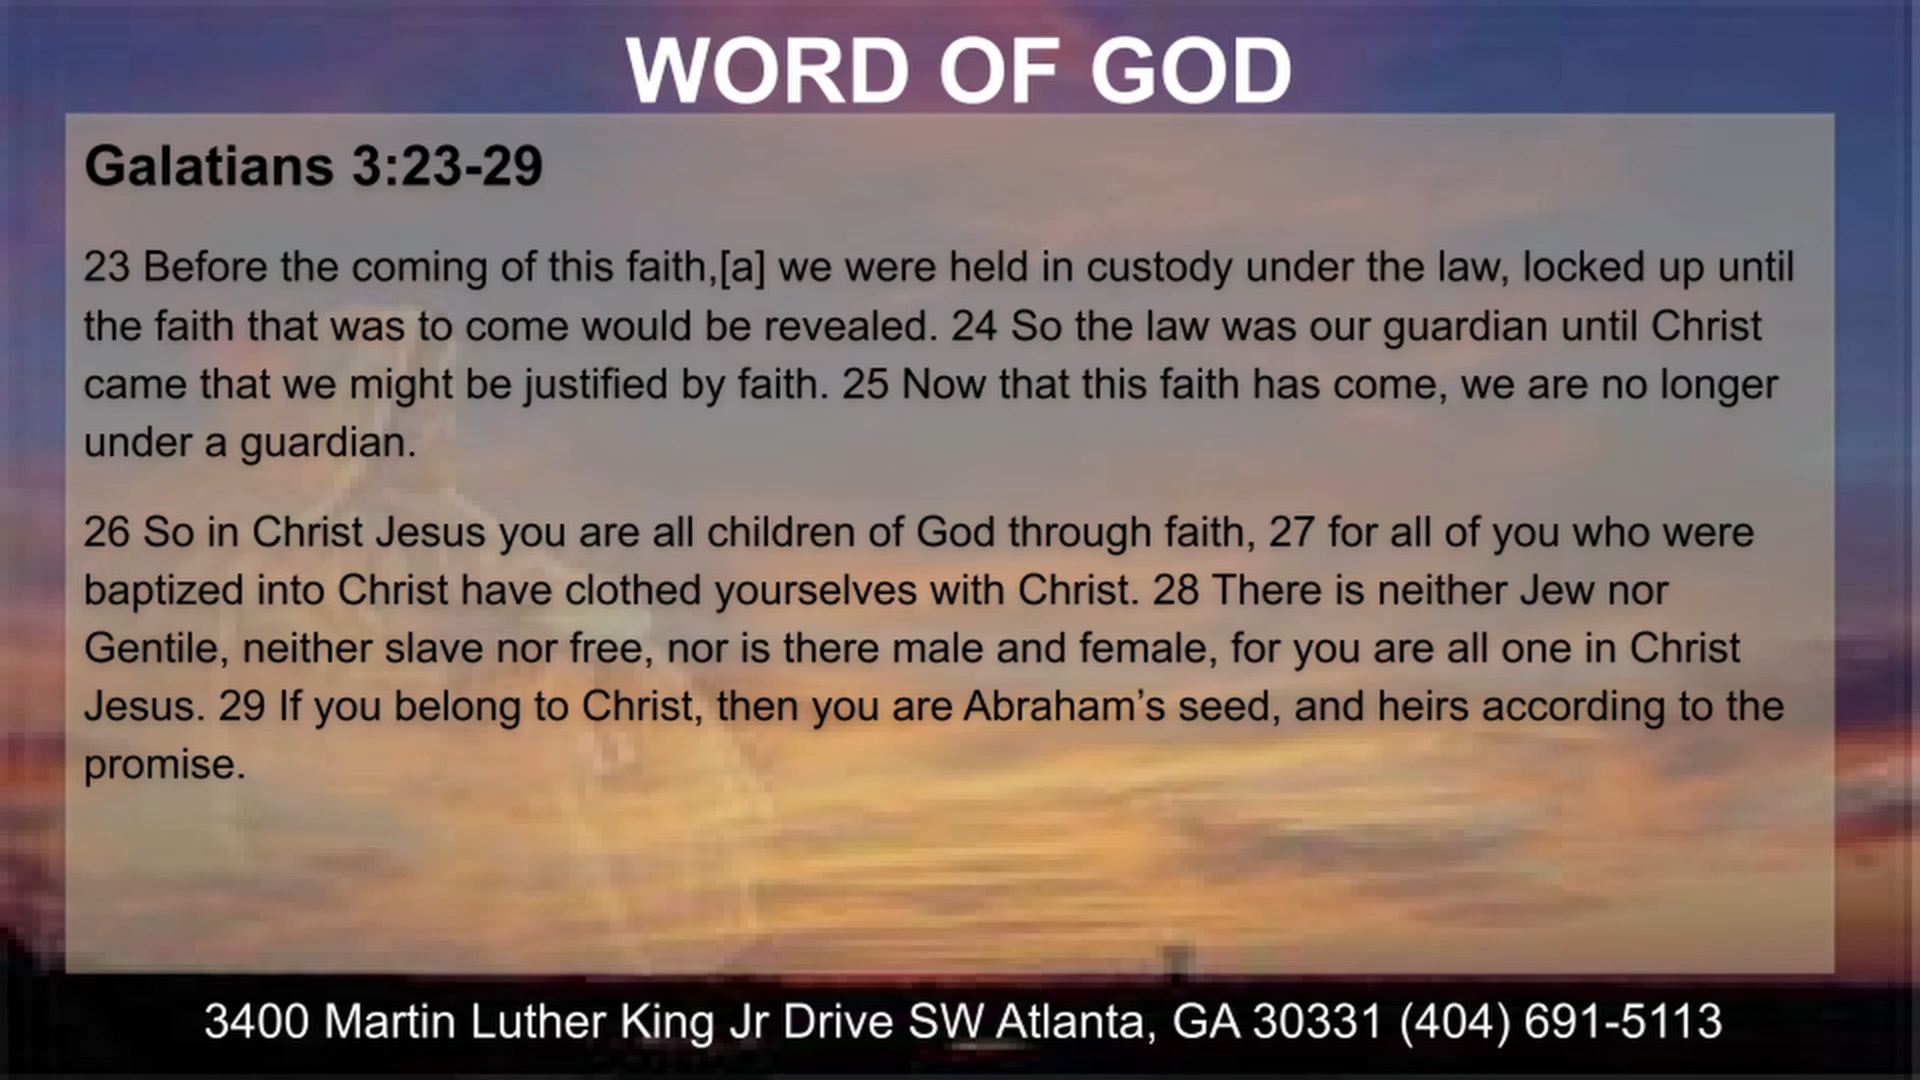 WORD OF GOD
Galatians 3:23-29
23 Before the coming of this faith,[a] we were held in custody under the law, locked up until
the faith that was to come would be revealed. 24 So the law was our guardian until Christ
came that we might be justified by faith. 25 Now that this faith has come, we are no longer
under a guardian.
26 So in Christ Jesus you are all children of God through faith, 27 for all of you who were
baptized into Christ have clothed yourselves with Christ. 28 There is neither Jew nor
Gentile, neither slave nor free, nor is there male and female, for you are all one in Christ
Jesus. 29 If you belong to Christ, then you are Abraham’s seed, and heirs according to the
promise.
3400 Martin Luther King Jr Drive SW Atlanta, GA 30331 (404) 691-5113